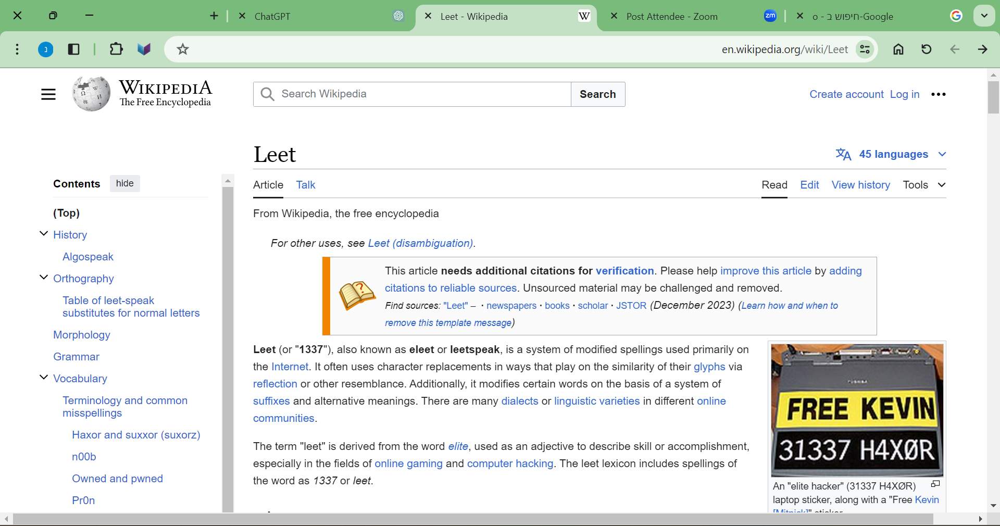 ChatGPT
Leet - Wikipedia
W
Post Attendee - Zoom
zm
ס - חיפוש ב-Google
נ
en.wikipedia.org/wiki/Leet
WIKIPEDIA
The Free Encyclopedia
Search Wikipedia
Search
Create account Log in
Leet
45 languages
Contents hide
(Top)
History
Algospeak
Orthography
Table of leet-speak
substitutes for normal letters
Morphology
Grammar
Vocabulary
Terminology and common
misspellings
Haxor and suxxor (suxorz)
n00b
Owned and pwned
Pr0n
Article Talk
Read Edit View history Tools
From Wikipedia, the free encyclopedia
For other uses, see Leet (disambiguation).
This article needs additional citations for verification. Please help improve this article by adding
citations to reliable sources. Unsourced material may be challenged and removed.
Find sources: "Leet" – · newspapers · books · scholar · JSTOR (December 2023) (Learn how and when to
remove this template message)
Leet (or "1337"), also known as eleet or leetspeak, is a system of modified spellings used primarily on
the Internet. It often uses character replacements in ways that play on the similarity of their glyphs via
reflection or other resemblance. Additionally, it modifies certain words on the basis of a system of
suffixes and alternative meanings. There are many dialects or linguistic varieties in different online
communities.
The term "leet" is derived from the word elite, used as an adjective to describe skill or accomplishment,
especially in the fields of online gaming and computer hacking. The leet lexicon includes spellings of
the word as 1337 or leet.
TOSHIBA
FREE KEVIN
31337 H4XØR
An "elite hacker" (31337 H4XØR)
laptop sticker, along with a "Free Kevin
[Mitnick]" sticker